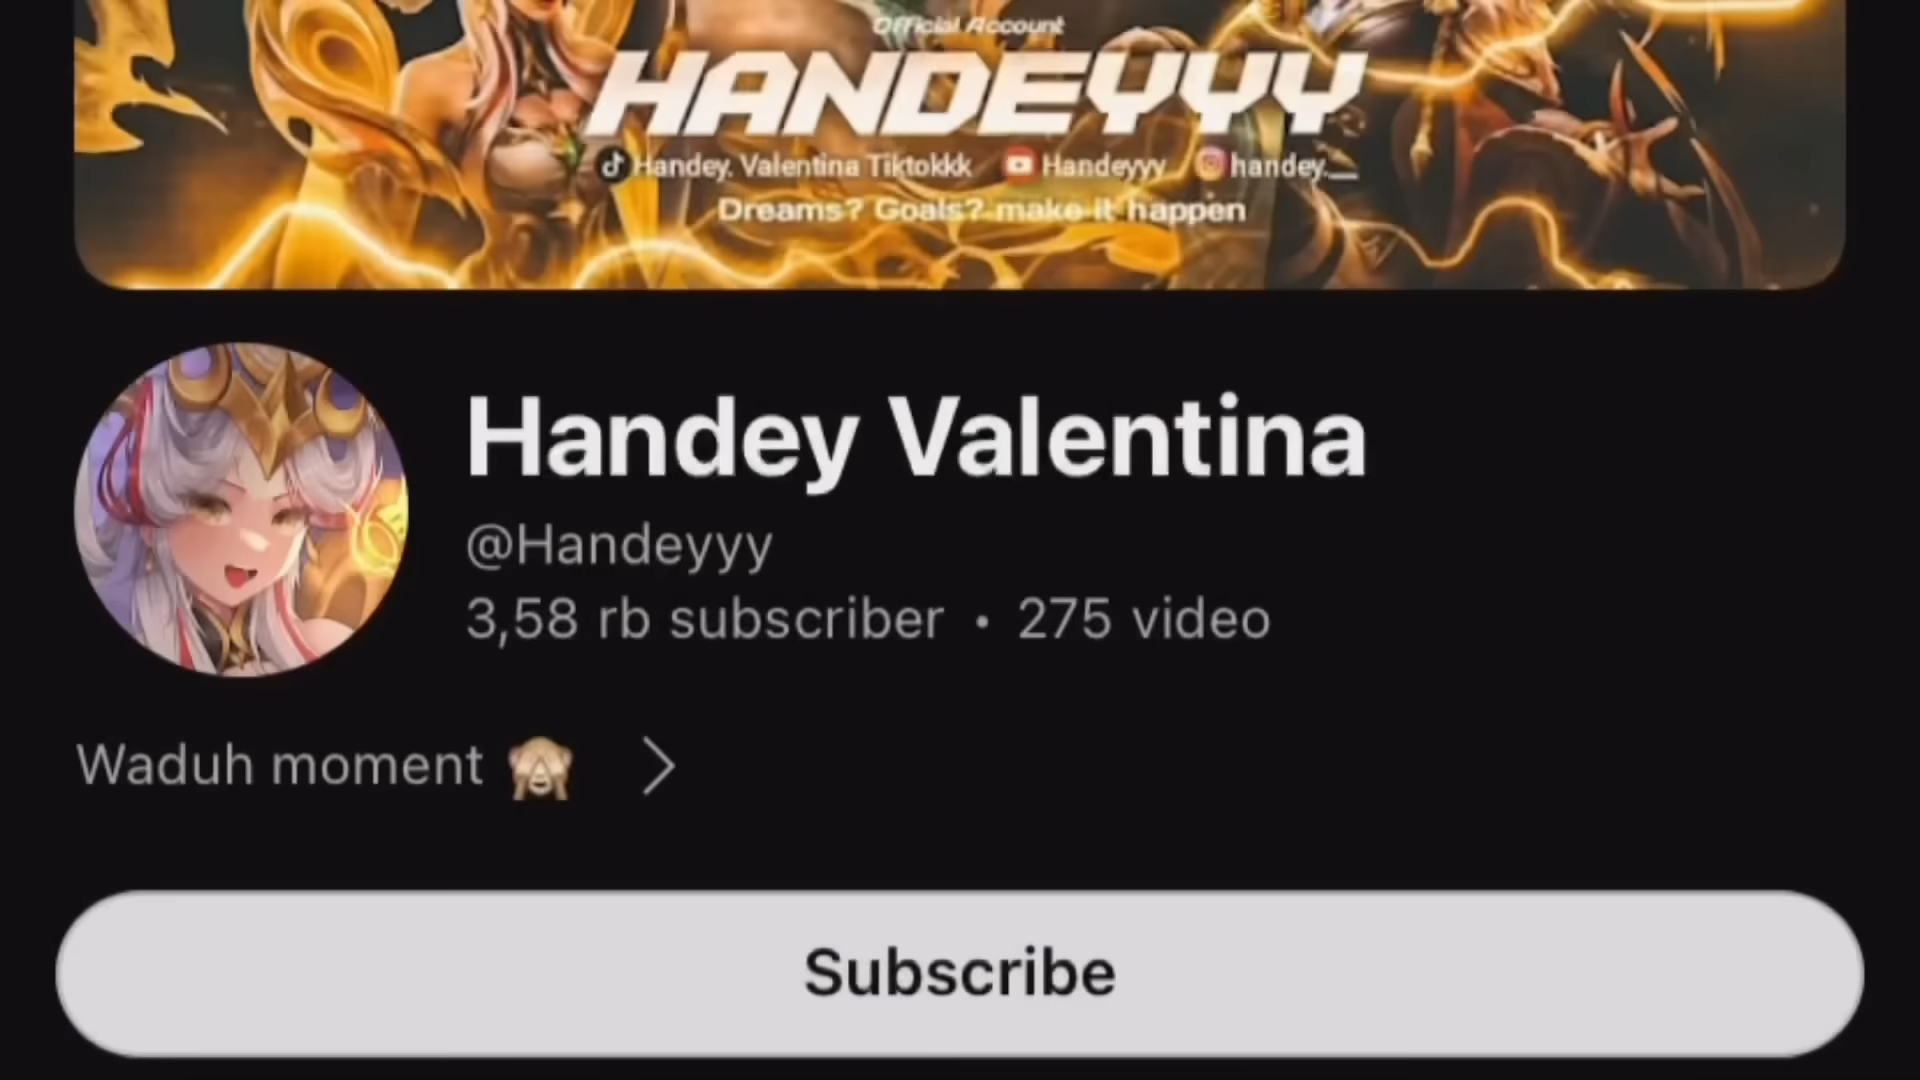 Official Account
HANDEYYY
Handey. Valentina Tiktokkk Handeyyy handey.__
Dreams? Goals? make it happen
Handey Valentina
@Handeyyy
3,58 rb subscriber • 275 video
Waduh moment 🙈 >
Subscribe